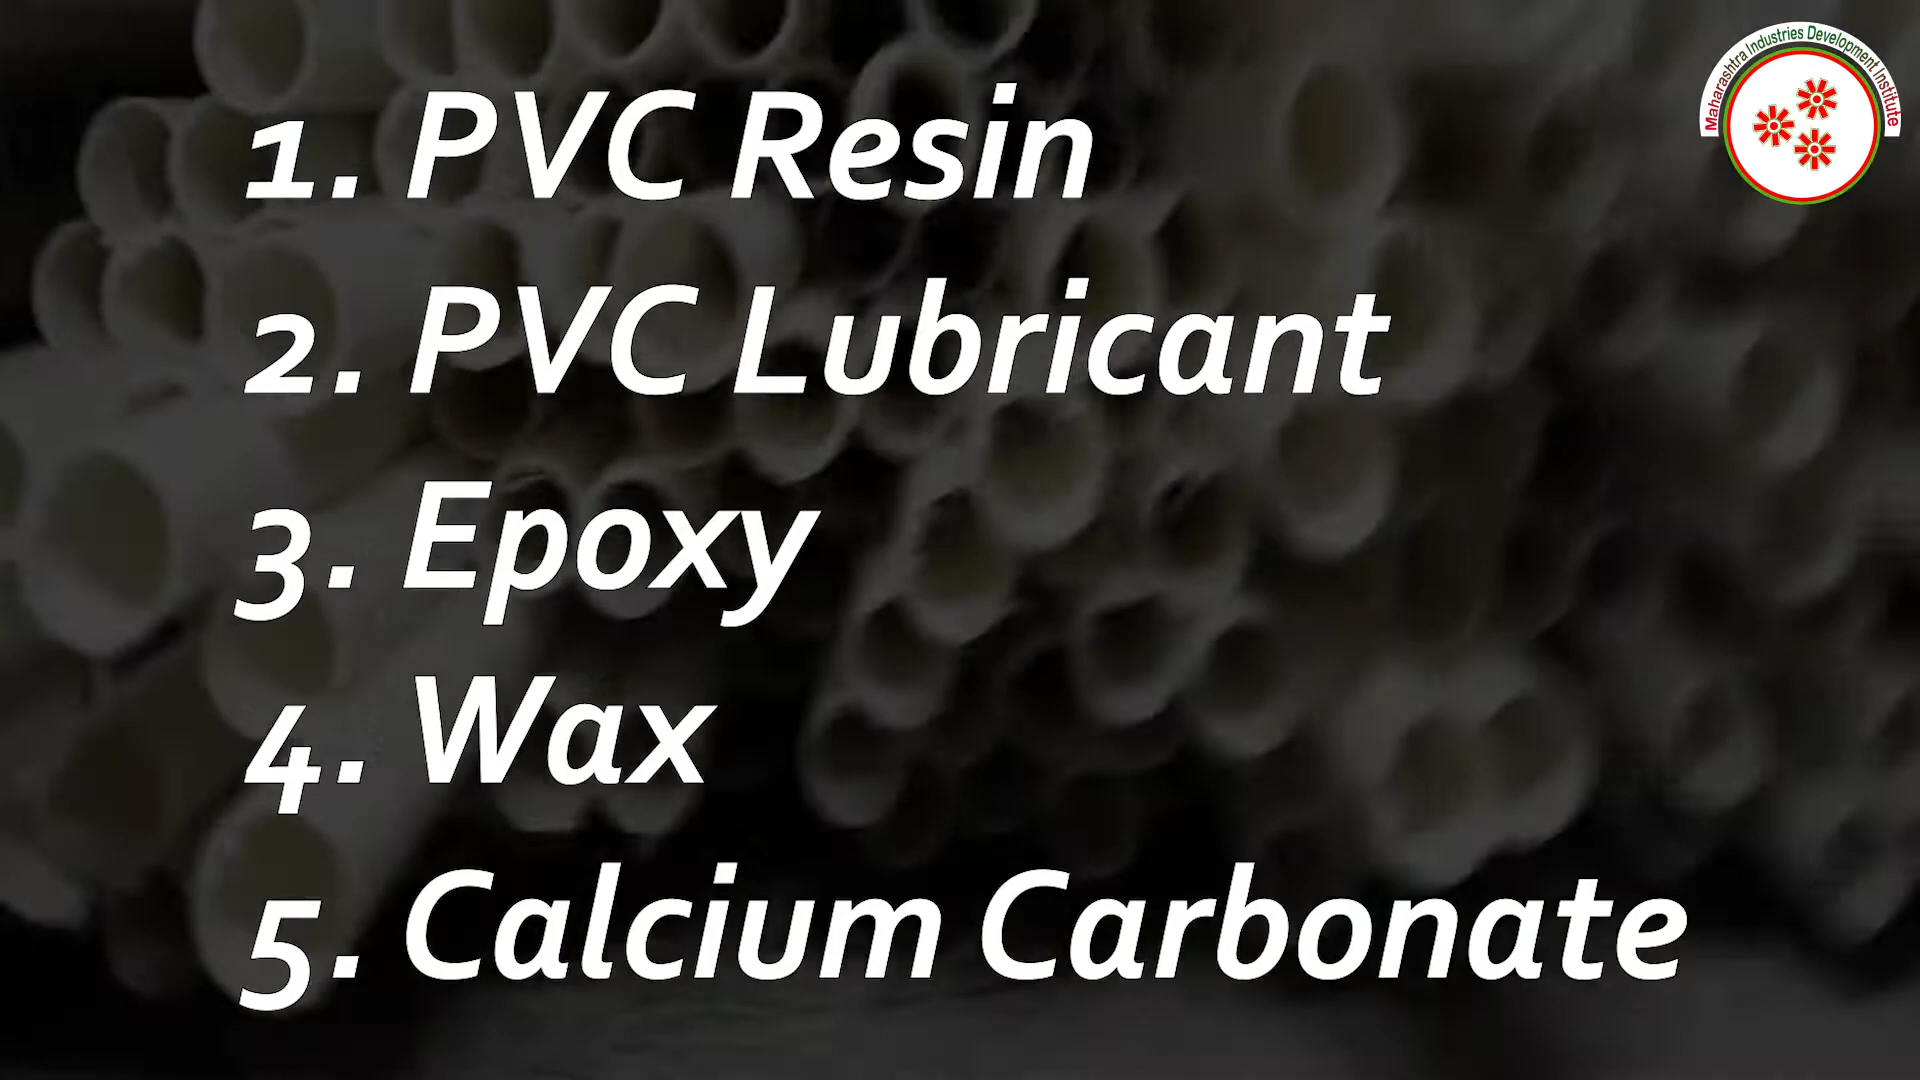 Maharashtra Industries Development Institute
1. PVC Resin
2. PVC Lubricant
3. Epoxy
4. Wax
5. Calcium Carbonate